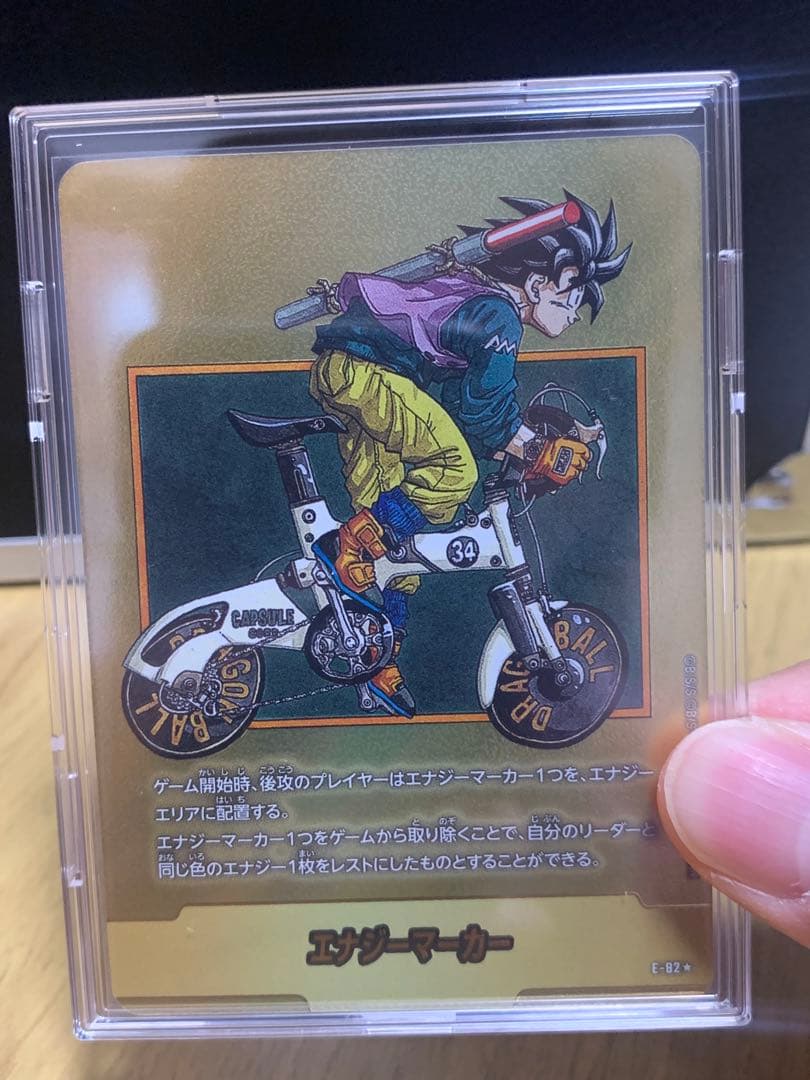 34
CAPSULE
CORP.
DRAGON BALL
DRAGON BALL
©B/S/S ©B/S
ゲーム開始時、後攻のプレイヤーはエナジーマーカー1つを、エナジー
エリアに配置する。
エナジーマーカー1つをゲームから取り除くことで、自分のリーダーと
同じ色のエナジー1枚をレストにしたものとすることができる。
エナジーマーカー
E-82★